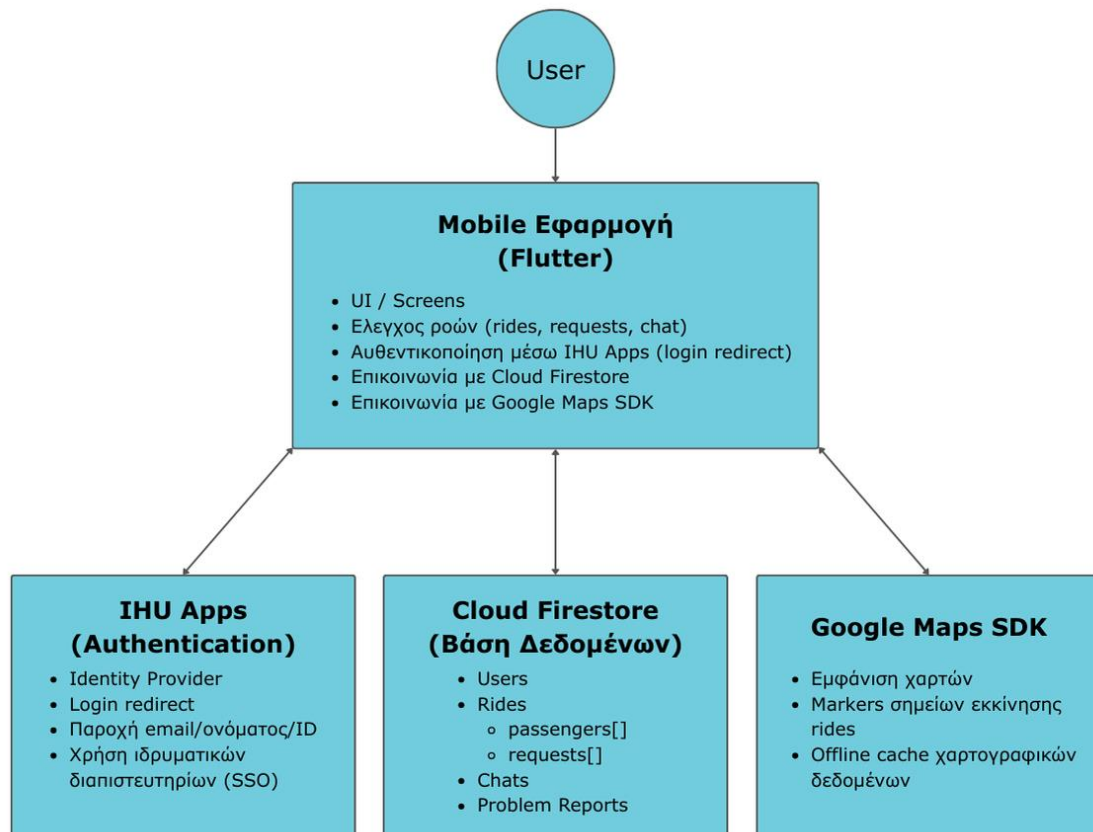 User
Mobile Εφαρμογή
(Flutter)
• UI / Screens
• Ελεγχος ροών (rides, requests, chat)
• Αυθεντικοποίηση μέσω IHU Apps (login redirect)
• Επικοινωνία με Cloud Firestore
• Επικοινωνία με Google Maps SDK
IHU Apps
(Authentication)
• Identity Provider
• Login redirect
• Παροχή email/ονόματος/ID
• Χρήση ιδρυματικών
διαπιστευτηρίων (SSO)
Cloud Firestore
(Βάση Δεδομένων)
• Users
• Rides
◦ passengers[]
◦ requests[]
• Chats
• Problem Reports
Google Maps SDK
• Εμφάνιση χαρτών
• Markers σημείων εκκίνησης
rides
• Offline cache χαρτογραφικών
δεδομένων